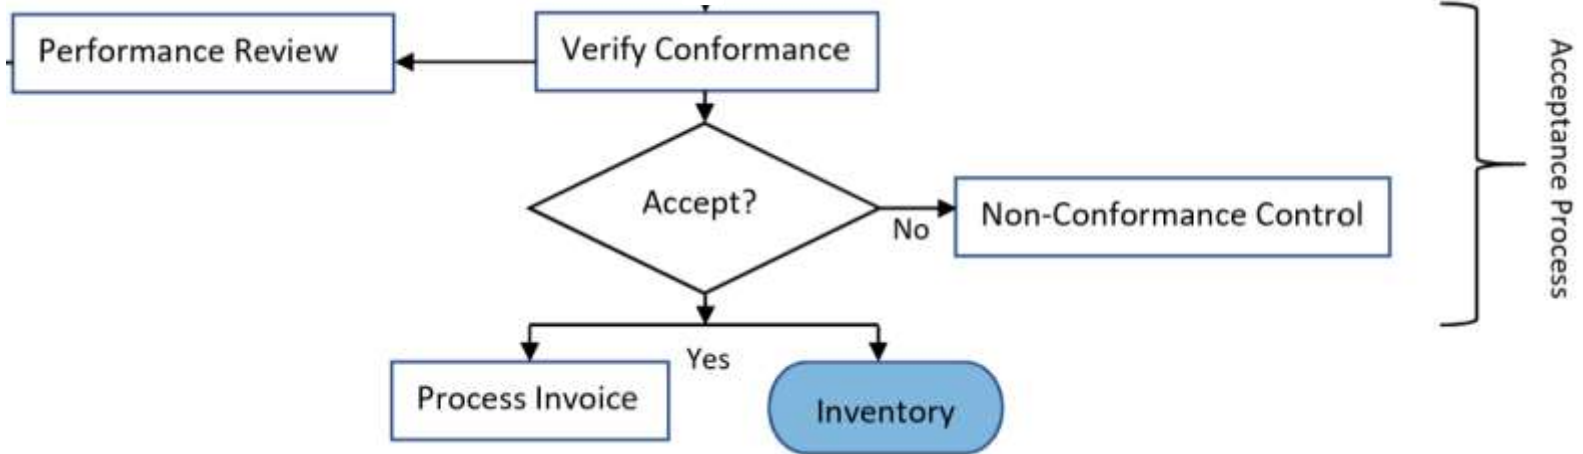 Performance Review
Verify Conformance
Accept?
No
Non-Conformance Control
Acceptance Process
Yes
Process Invoice
Inventory